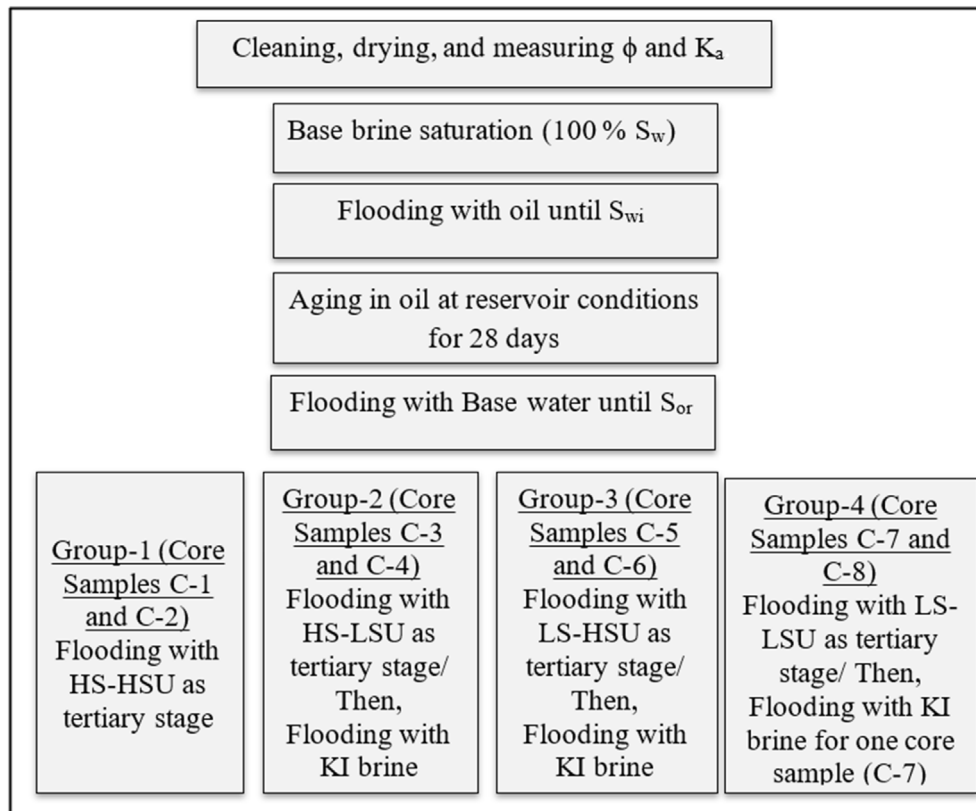 Cleaning, drying, and measuring ϕ and Kₐ
Base brine saturation (100 % S_w)
Flooding with oil until S_wi
Aging in oil at reservoir conditions
for 28 days
Flooding with Base water until S_or
Group-1 (Core
Samples C-1
and C-2)
Flooding with
HS-HSU as
tertiary stage
Group-2 (Core
Samples C-3
and C-4)
Flooding with
HS-LSU as
tertiary stage/
Then,
Flooding with
KI brine
Group-3 (Core
Samples C-5
and C-6)
Flooding with
LS-HSU as
tertiary stage/
Then,
Flooding with
KI brine
Group-4 (Core
Samples C-7 and
C-8)
Flooding with LS-
LSU as tertiary
stage/ Then,
Flooding with KI
brine for one core
sample (C-7)